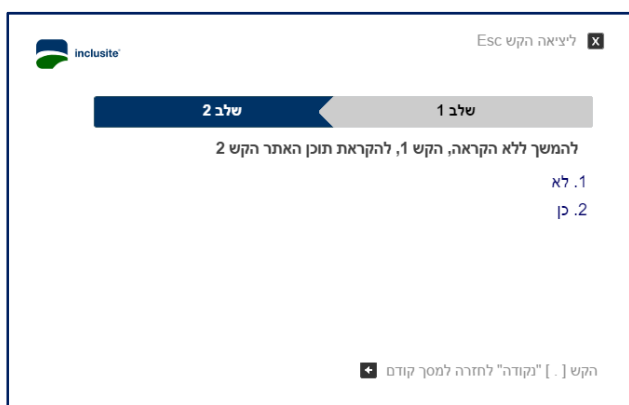 ליציאה הקש Esc
inclusite
שלב 1
שלב 2
להמשך ללא הקראה, הקש 1, להקראת תוכן האתר הקש 2
1. לא
2. כן
הקש [ . ] "נקודה" לחזרה למסך קודם